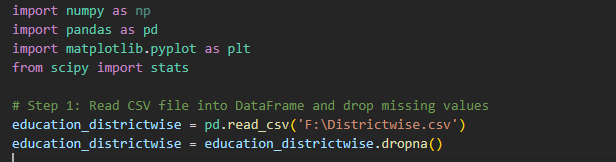 import numpy as np
import pandas as pd
import matplotlib.pyplot as plt
from scipy import stats
# Step 1: Read CSV file into DataFrame and drop missing values
education_districtwise = pd.read_csv('F:\Districtwise.csv')
education_districtwise = education_districtwise.dropna()